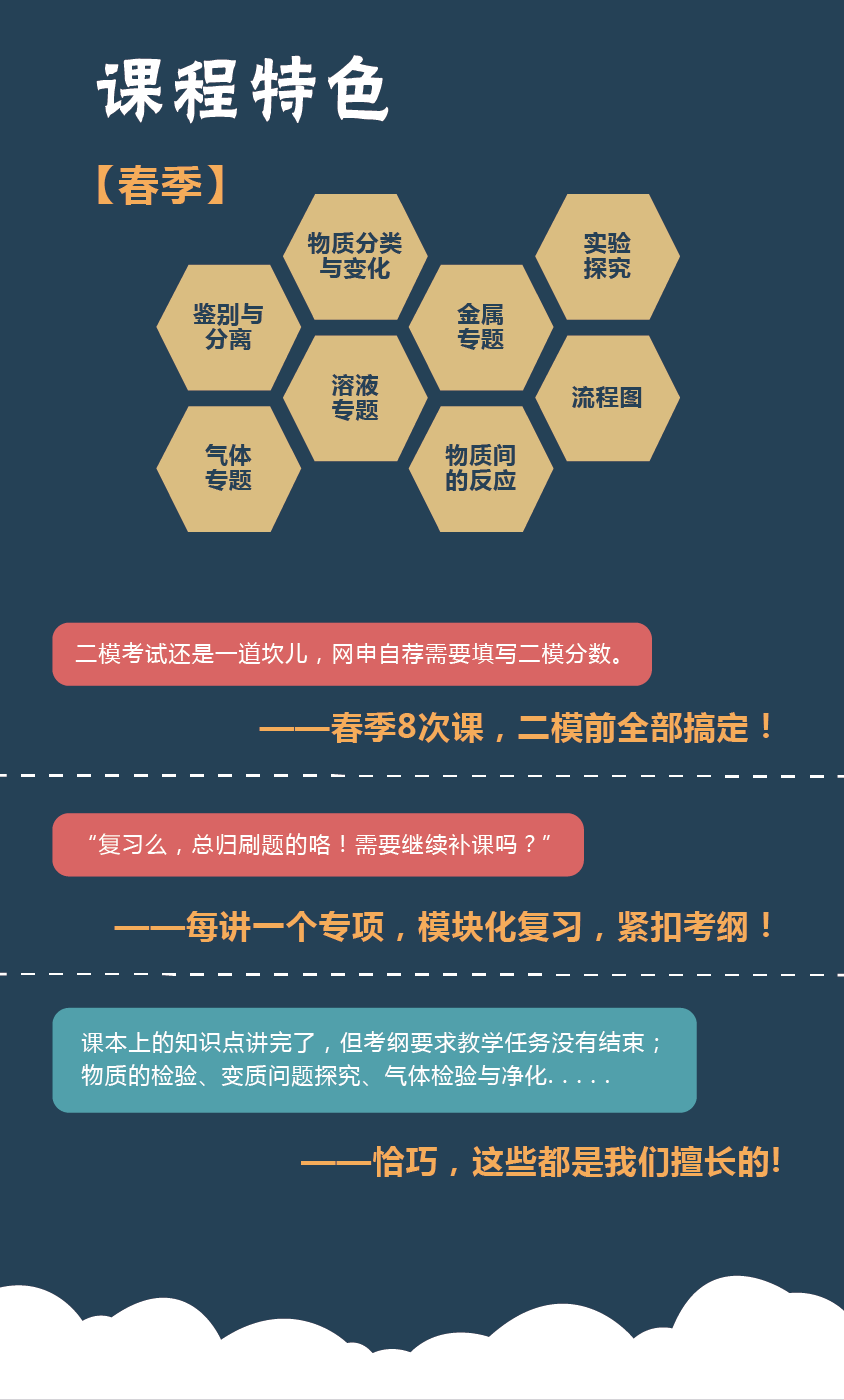 课程特色
【春季】
物质分类
与变化
实验
探究
鉴别与
分离
金属
专题
溶液
专题
流程图
气体
专题
物质间
的反应
二模考试还是一道坎儿，网申自荐需要填写二模分数。
——春季8次课，二模前全部搞定！
“复习么，总归刷题的咯！需要继续补课吗？”
——每讲一个专项，模块化复习，紧扣考纲！
课本上的知识点讲完了，但考纲要求教学任务没有结束；
物质的检验、变质问题探究、气体检验与净化.....
——恰巧，这些都是我们擅长的!